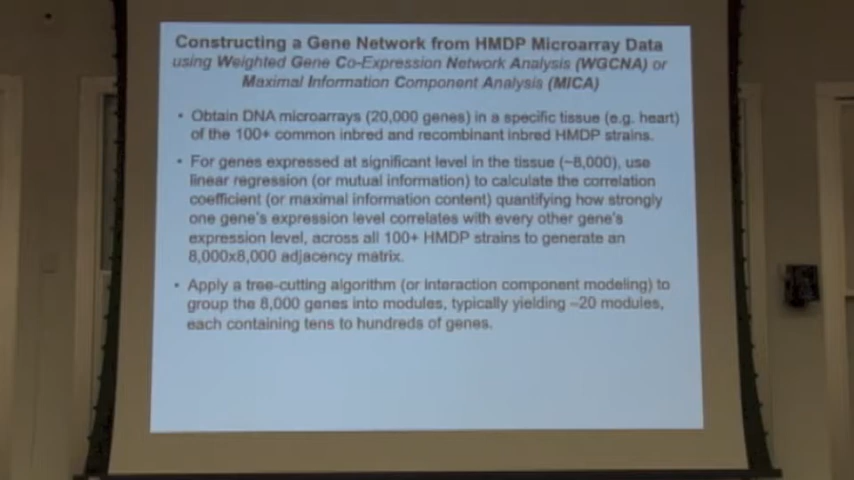 Constructing a Gene Network from HMDP Microarray Data
using Weighted Gene Co-Expression Network Analysis (WGCNA) or
Maximal Information Component Analysis (MICA)
• Obtain DNA microarrays (20,000 genes) in a specific tissue (e.g. heart)
of the 100+ common inbred and recombinant inbred HMDP strains.
• For genes expressed at significant level in the tissue (~8,000), use
linear regression (or mutual information) to calculate the correlation
coefficient (or maximal information content) quantifying how strongly
one gene's expression level correlates with every other gene's
expression level, across all 100+ HMDP strains to generate an
8,000x8,000 adjacency matrix.
• Apply a tree-cutting algorithm (or Interaction component modeling) to
group the 8,000 genes into modules, typically yielding ~20 modules,
each containing tens to hundreds of genes.